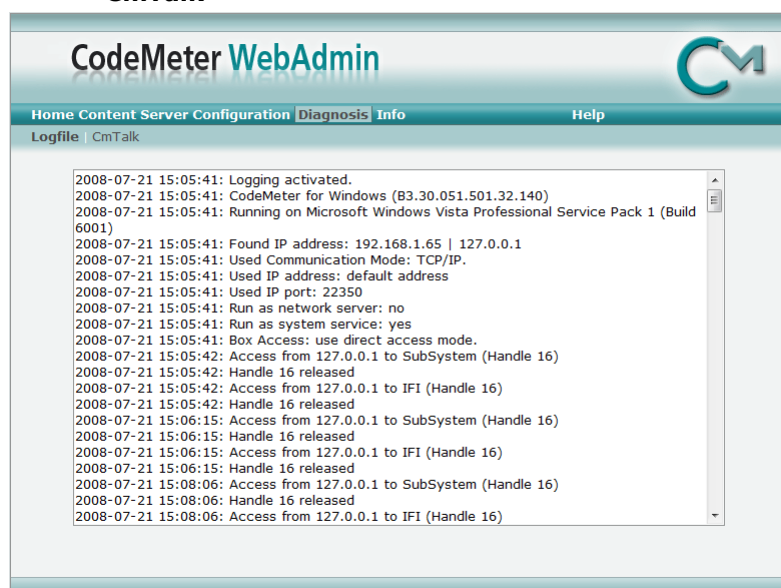 CodeMeter WebAdmin
CM
Home Content Server Configuration Diagnosis Info Help
Logfile | CmTalk
2008-07-21 15:05:41: Logging activated.
2008-07-21 15:05:41: CodeMeter for Windows (B3.30.051.501.32.140)
2008-07-21 15:05:41: Running on Microsoft Windows Vista Professional Service Pack 1 (Build
6001)
2008-07-21 15:05:41: Found IP address: 192.168.1.65 | 127.0.0.1
2008-07-21 15:05:41: Used Communication Mode: TCP/IP.
2008-07-21 15:05:41: Used IP address: default address
2008-07-21 15:05:41: Used IP port: 22350
2008-07-21 15:05:41: Run as network server: no
2008-07-21 15:05:41: Run as system service: yes
2008-07-21 15:05:41: Box Access: use direct access mode.
2008-07-21 15:05:42: Access from 127.0.0.1 to SubSystem (Handle 16)
2008-07-21 15:05:42: Handle 16 released
2008-07-21 15:05:42: Access from 127.0.0.1 to IFI (Handle 16)
2008-07-21 15:05:42: Handle 16 released
2008-07-21 15:06:15: Access from 127.0.0.1 to SubSystem (Handle 16)
2008-07-21 15:06:15: Handle 16 released
2008-07-21 15:06:15: Access from 127.0.0.1 to IFI (Handle 16)
2008-07-21 15:06:15: Handle 16 released
2008-07-21 15:08:06: Access from 127.0.0.1 to SubSystem (Handle 16)
2008-07-21 15:08:06: Handle 16 released
2008-07-21 15:08:06: Access from 127.0.0.1 to IFI (Handle 16)